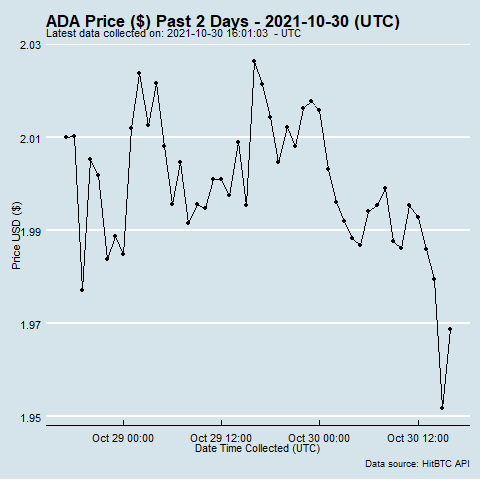 ADA Price ($) Past 2 Days - 2021-10-30 (UTC)
Latest data collected on: 2021-10-30 16:01:03  - UTC
2.03
2.01
1.99
1.97
1.95
Price USD ($)
Oct 29 00:00
Oct 29 12:00
Oct 30 00:00
Oct 30 12:00
Date Time Collected (UTC)
Data source: HitBTC API